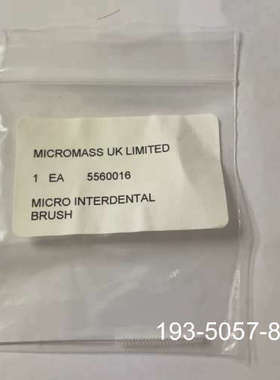 MICROMASS UK LIMITED
1 EA 5560016
MICRO INTERDENTAL
BRUSH
193-5057-8